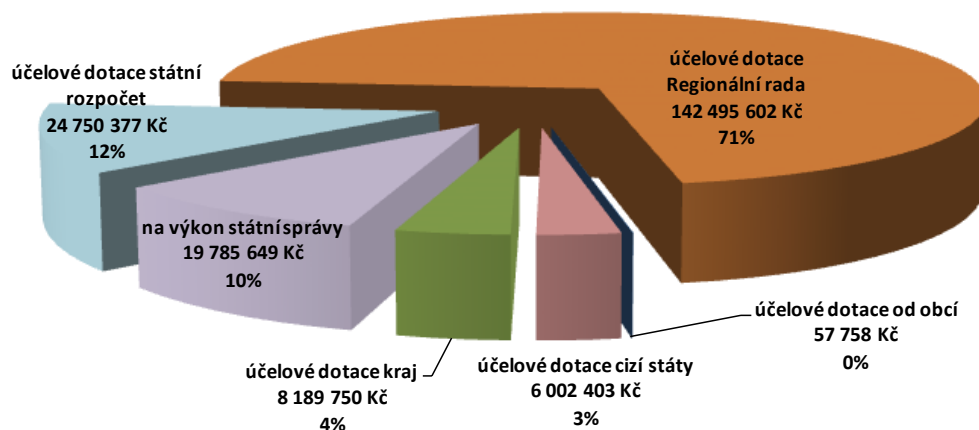 účelové dotace státní
rozpočet
24 750 377 Kč
12%
účelové dotace
Regionální rada
142 495 602 Kč
71%
na výkon státní správy
19 785 649 Kč
10%
účelové dotace od obcí
57 758 Kč
0%
účelové dotace kraj
8 189 750 Kč
4%
účelové dotace cizí státy
6 002 403 Kč
3%